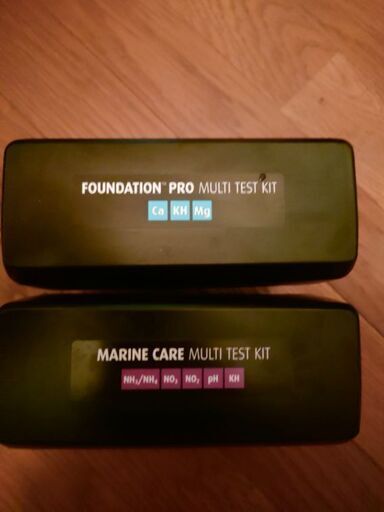 FOUNDATION™ PRO MULTI TEST KIT
Ca KH Mg
MARINE CARE MULTI TEST KIT
NH₃/NH₄ NO₃ NO₂ pH KH